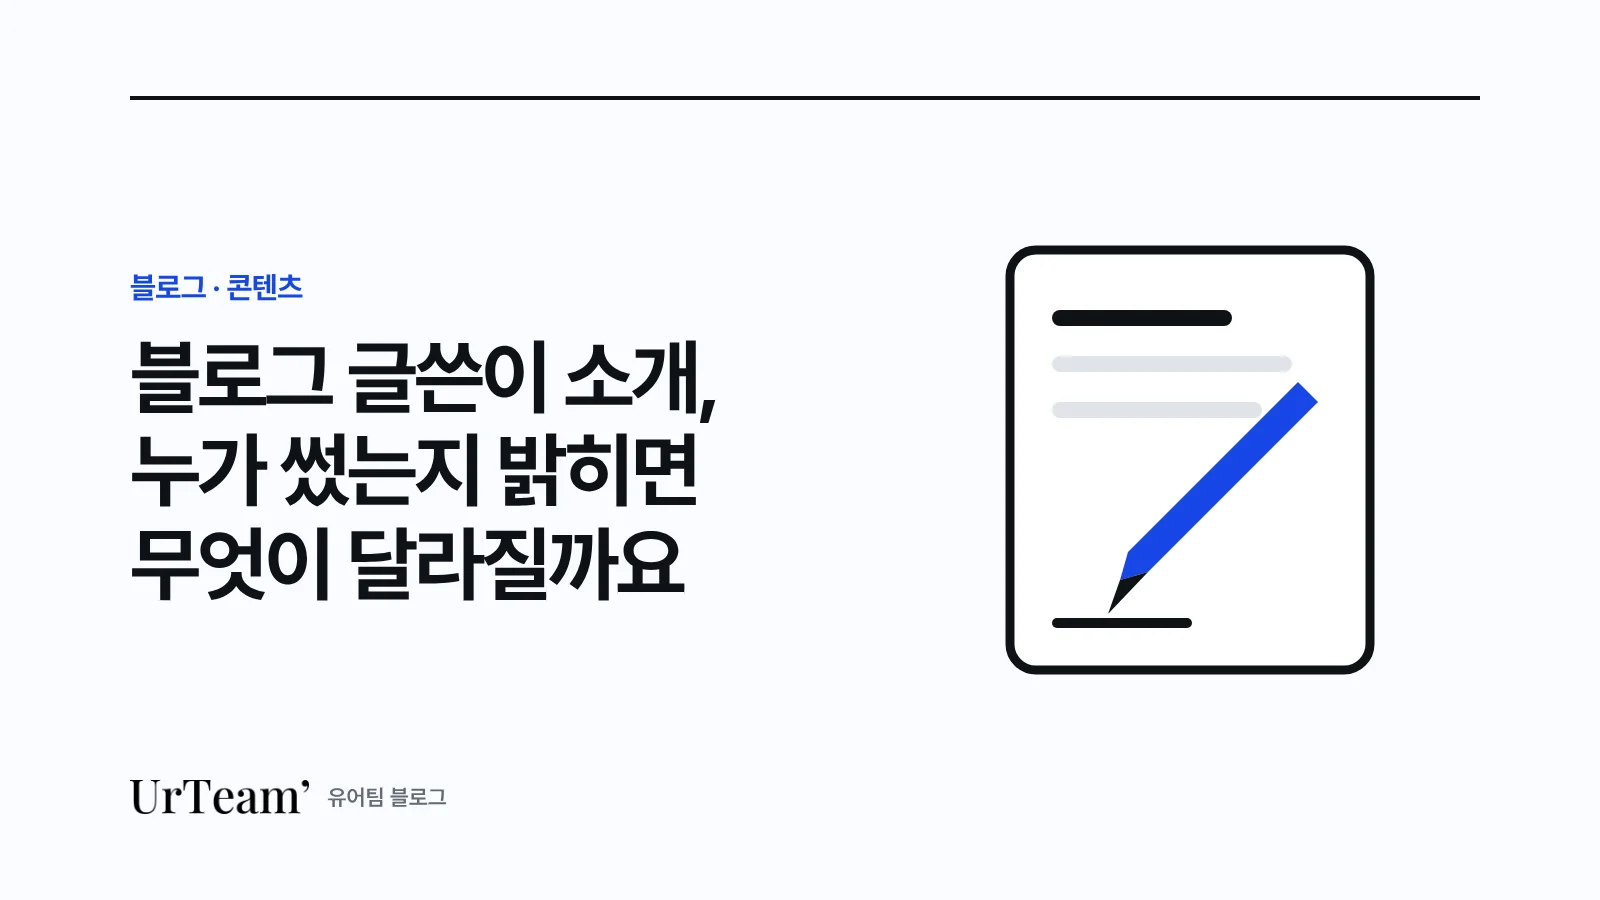 블로그 · 콘텐츠
블로그 글쓴이 소개,
누가 썼는지 밝히면
무엇이 달라질까요
UrTeam’ 유어팀 블로그